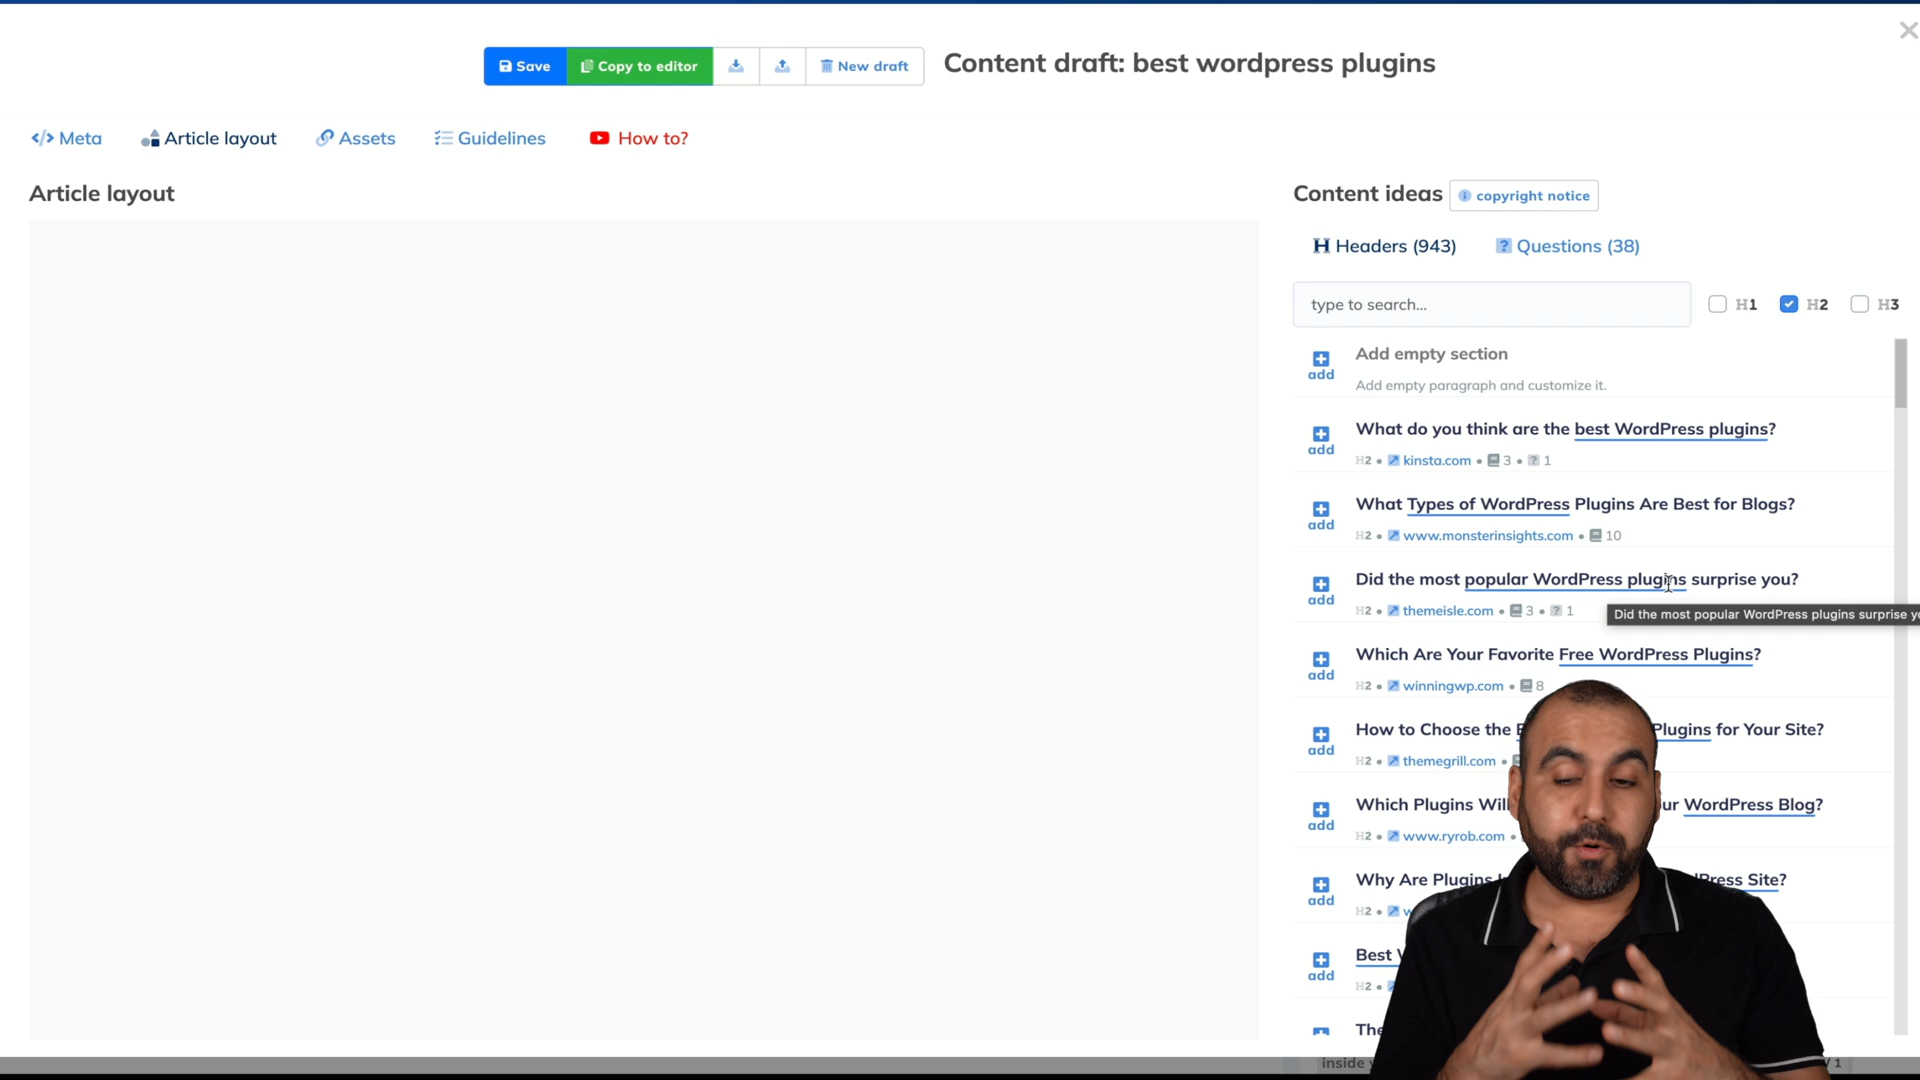 Save
Copy to editor
New draft
Content draft: best wordpress plugins
Meta
Article layout
Assets
Guidelines
How to?
Article layout
Content ideas
copyright notice
Headers (943)
Questions (38)
type to search...
H1
H2
H3
add
Add empty section
Add empty paragraph and customize it.
add
What do you think are the best WordPress plugins?
H2 • kinsta.com • 3 • ? 1
add
What Types of WordPress Plugins Are Best for Blogs?
H2 • www.monsterinsights.com • 10
add
Did the most popular WordPress plugins surprise you?
H2 • themeisle.com • 3 • ? 1
Did the most popular WordPress plugins surprise
add
Which Are Your Favorite Free WordPress Plugins?
H2 • winningwp.com • 8
add
How to Choose the Plugins for Your Site?
H2 • themegrill.com •
add
Which Plugins Will WordPress Blog?
H2 • www.ryrob.com •
add
Why Are Plugins Site?
H2 •
add
Best
H2 •
inside
1